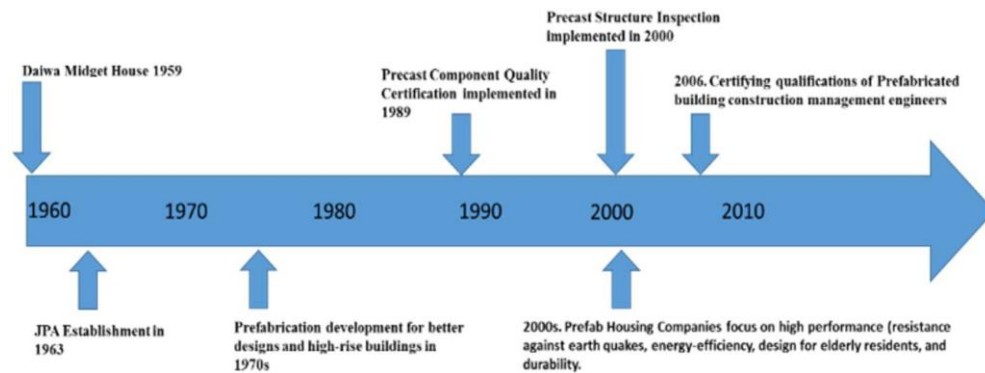 Precast Structure Inspection
Implemented in 2000
Daiwa Midget House 1959
Precast Component Quality
Certification Implemented in
1989
2006. Certifying qualifications of Prefabricated
building construction management engineers
1960
1970
1980
1990
2000
2010
JPA Establishment in
1963
Prefabrication development for better
designs and high-rise buildings in
1970s
2000s. Prefab Housing Companies focus on high performance (resistance
against earth quakes, energy-efficiency, design for elderly residents, and
durability.